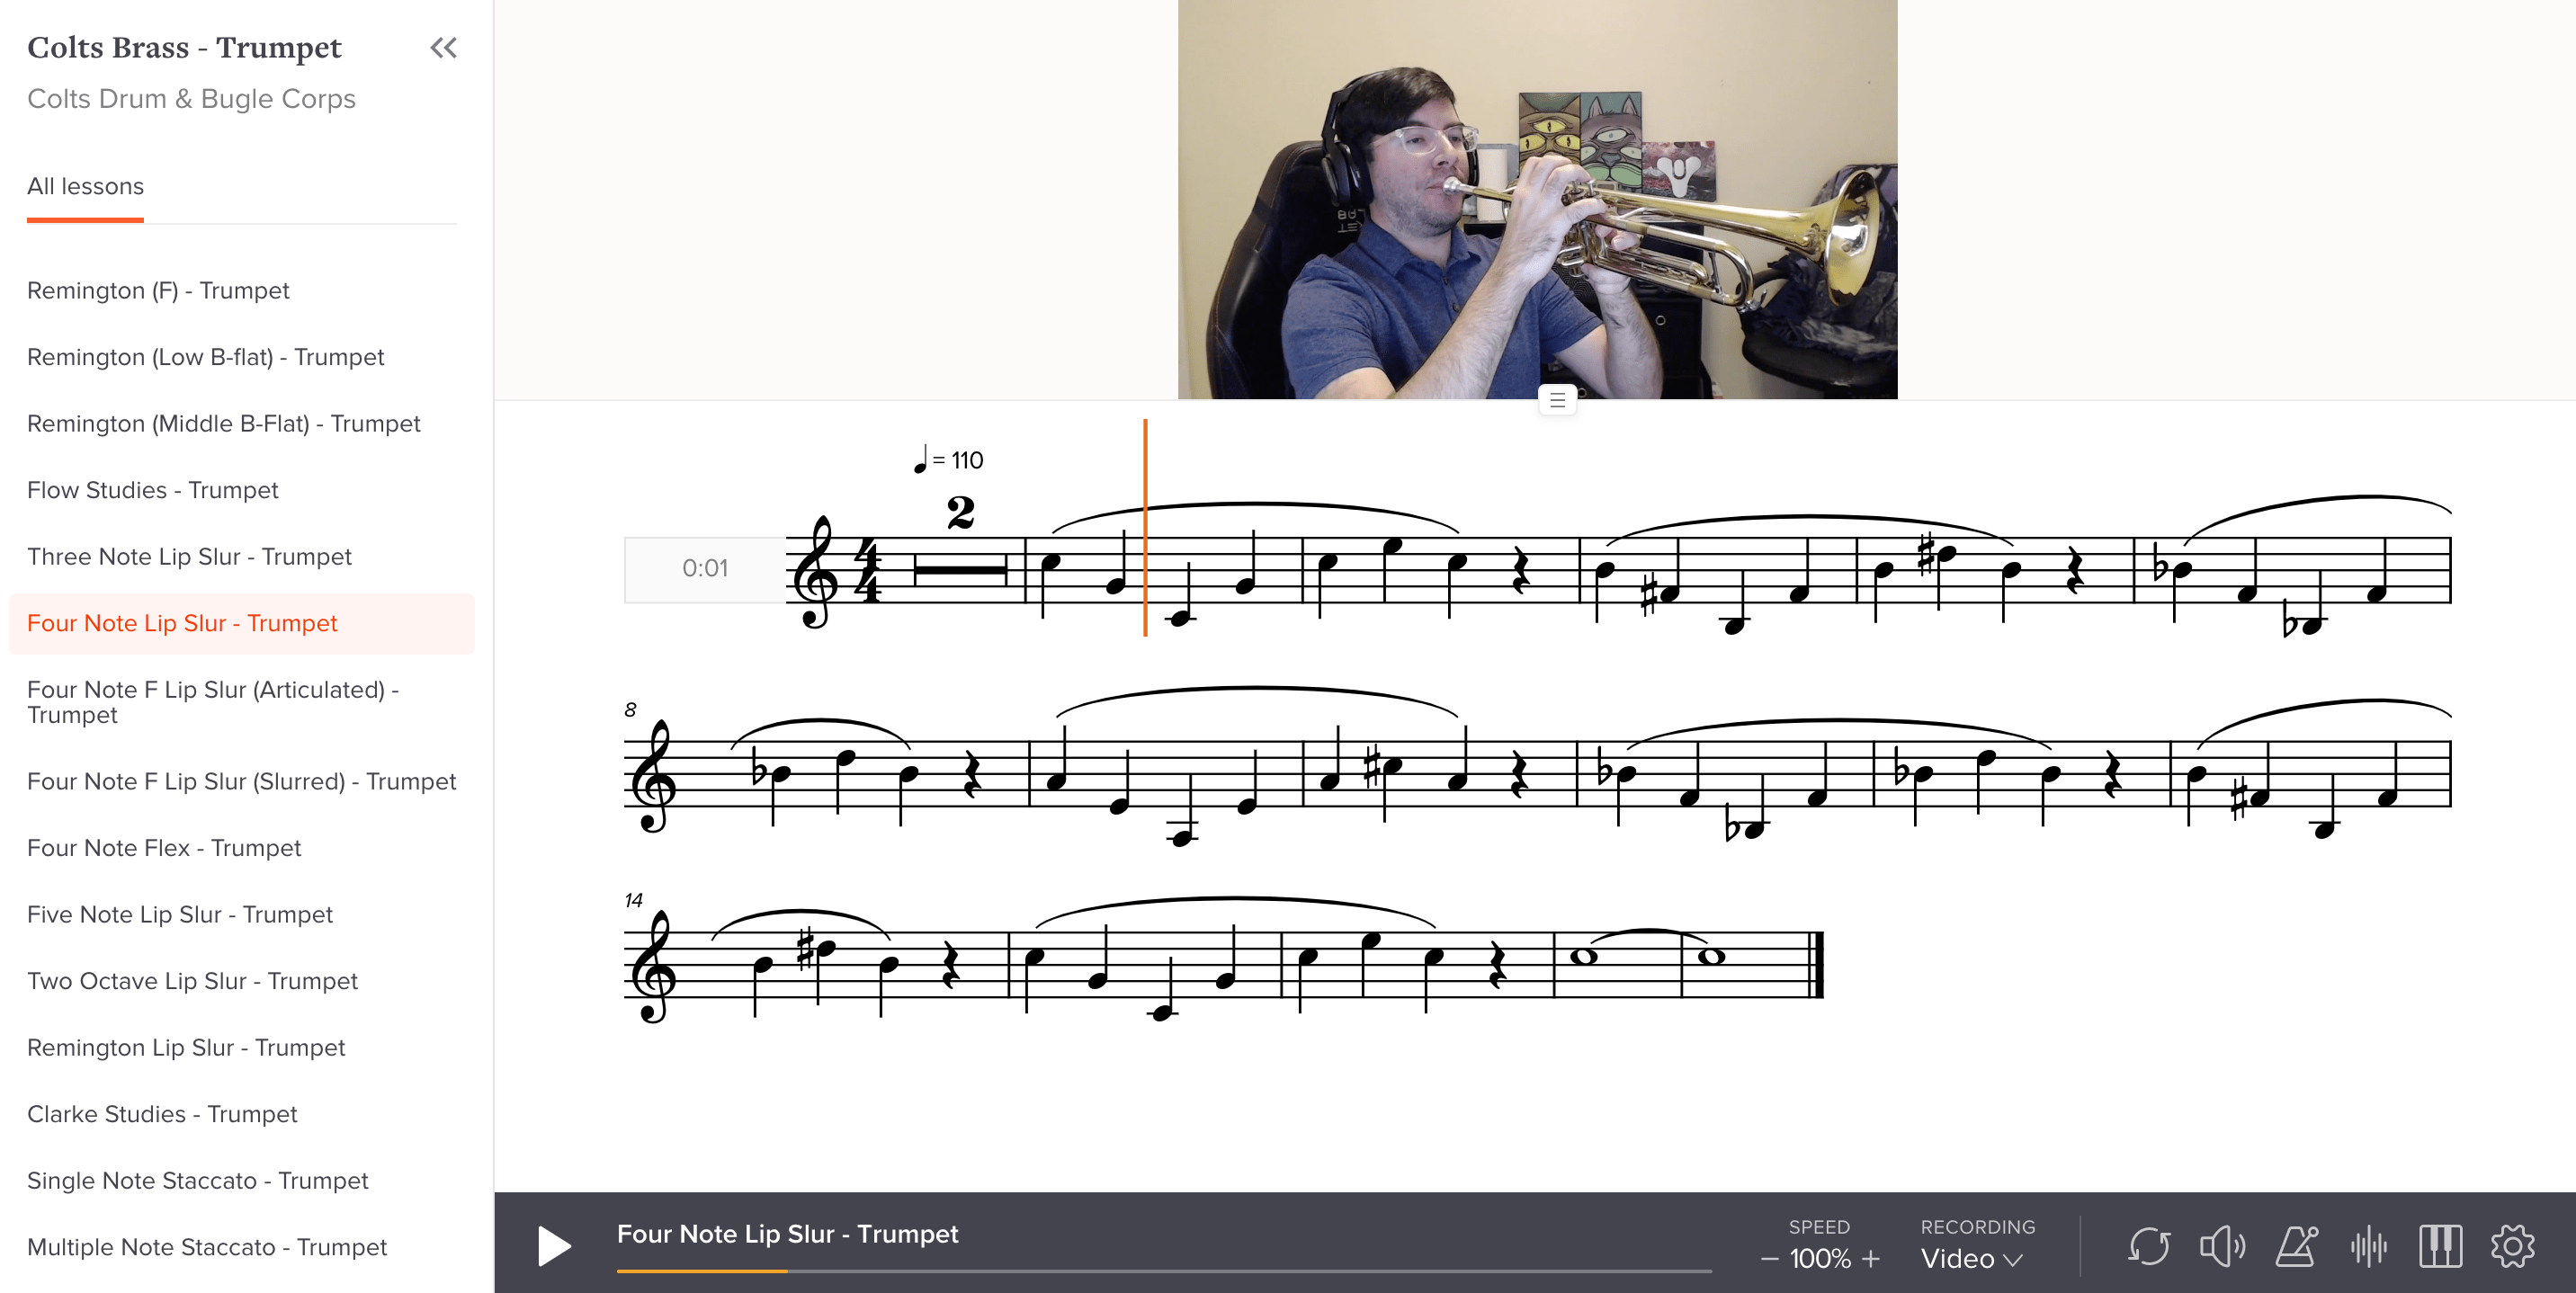 Colts Brass - Trumpet
Colts Drum & Bugle Corps
All lessons
Remington (F) - Trumpet
Remington (Low B-flat) - Trumpet
Remington (Middle B-Flat) - Trumpet
Flow Studies - Trumpet
Three Note Lip Slur - Trumpet
Four Note Lip Slur - Trumpet
Four Note F Lip Slur (Articulated) -
Trumpet
Four Note F Lip Slur (Slurred) - Trumpet
Four Note Flex - Trumpet
Five Note Lip Slur - Trumpet
Two Octave Lip Slur - Trumpet
Remington Lip Slur - Trumpet
Clarke Studies - Trumpet
Single Note Staccato - Trumpet
Multiple Note Staccato - Trumpet
= 110
2
0:01
4
4
8
14
Four Note Lip Slur - Trumpet
SPEED
− 100% +
RECORDING
Video